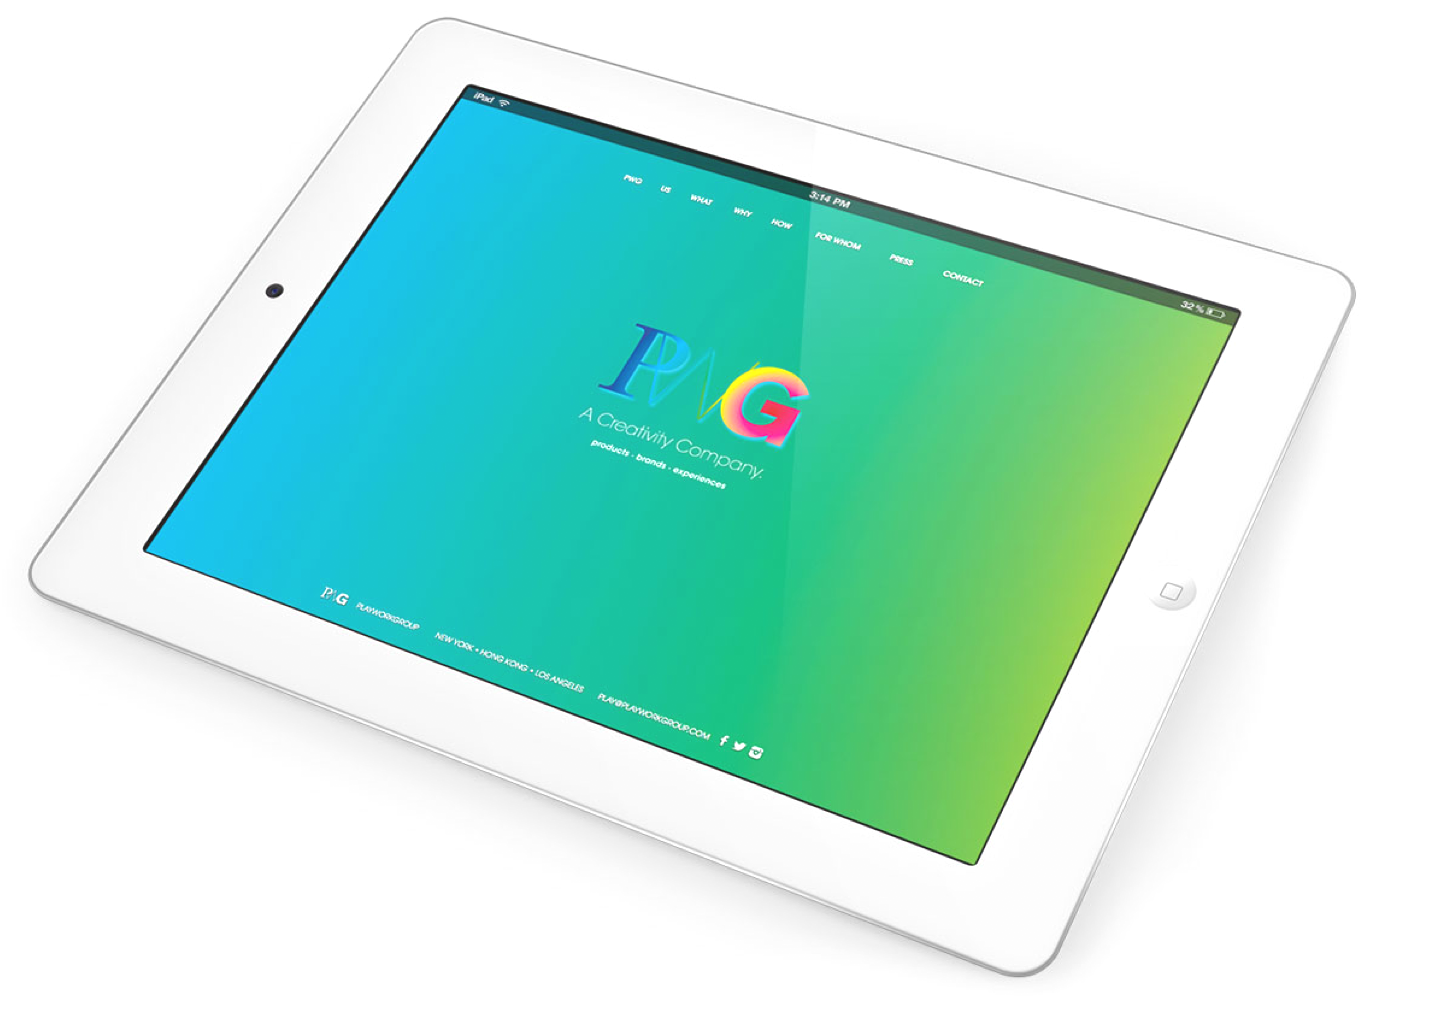 iPad
3:14 PM
32 %
PWG US WHAT WHY HOW FOR WHOM PRESS CONTACT
PWG
A Creativity Company.
products · brands · experiences
PWG PLAYWORKGROUP NEW YORK • HONG KONG • LOS ANGELES PLAY@PLAYWORKGROUP.COM